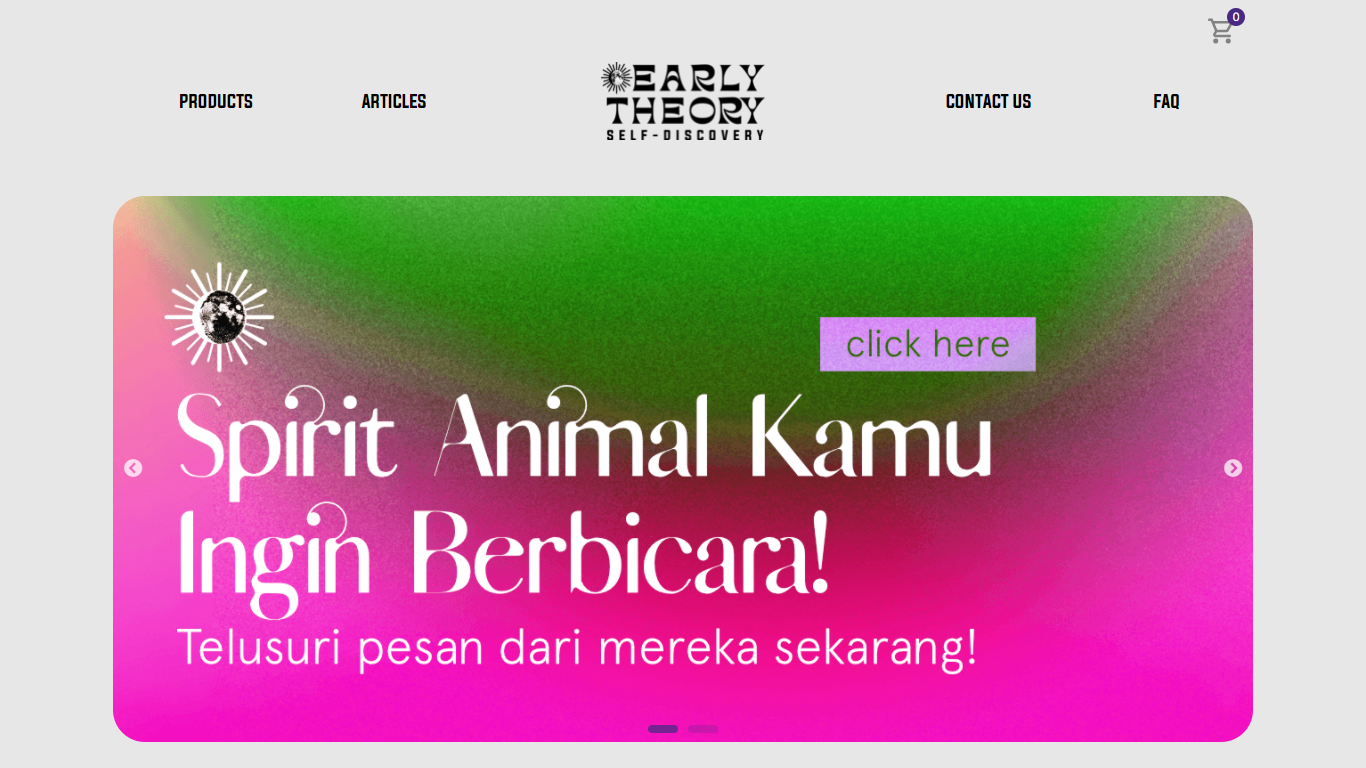 0
PRODUCTS
ARTICLES
EARLY
THEORY
SELF-DISCOVERY
CONTACT US
FAQ
click here
Spirit Animal Kamu
Ingin Berbicara!
Telusuri pesan dari mereka sekarang!